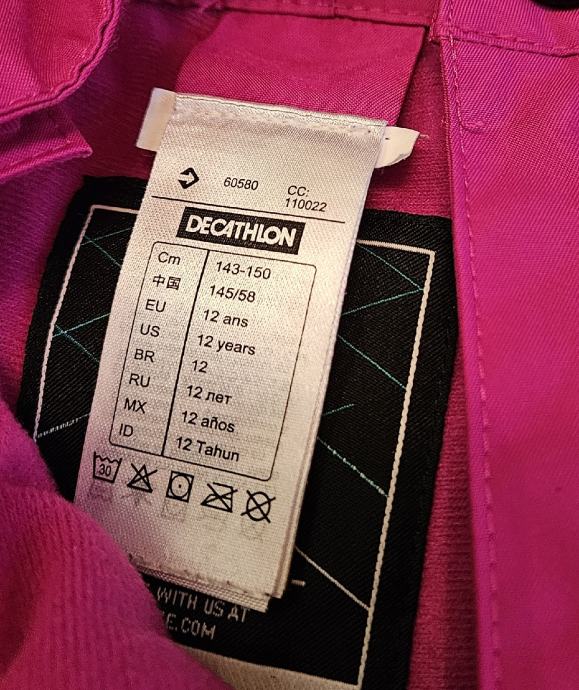 60580 CC: 110022
DECATHLON
Cm 143-150
中国 145/58
EU 12 ans
US 12 years
BR 12
RU 12 лет
MX 12 años
ID 12 Tahun
30
WITH US AT
E.COM